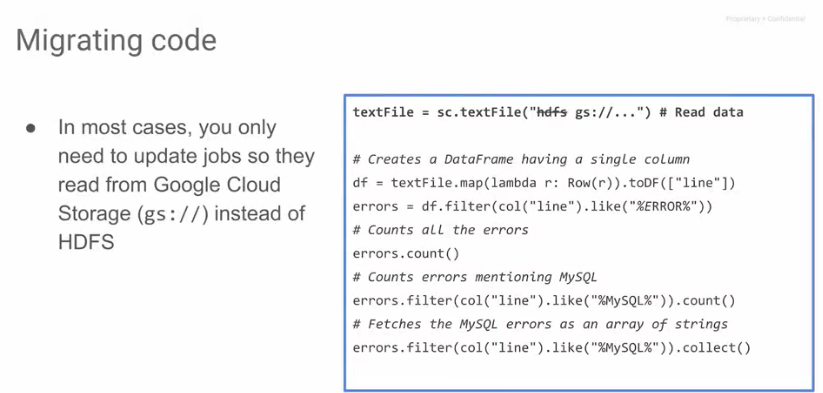 Proprietary + Confidential
Migrating code
● In most cases, you only
need to update jobs so they
read from Google Cloud
Storage (gs://) instead of
HDFS
textFile = sc.textFile("hdfs gs://...") # Read data
# Creates a DataFrame having a single column
df = textFile.map(lambda r: Row(r)).toDF(["line"])
errors = df.filter(col("line").like("%ERROR%"))
# Counts all the errors
errors.count()
# Counts errors mentioning MySQL
errors.filter(col("line").like("%MySQL%")).count()
# Fetches the MySQL errors as an array of strings
errors.filter(col("line").like("%MySQL%")).collect()